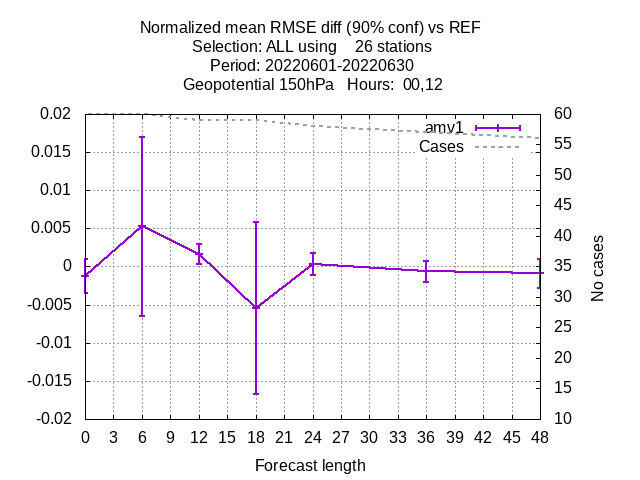 Normalized mean RMSE diff (90% conf) vs REF
Selection: ALL using    26 stations
Period: 20220601-20220630
Geopotential 150hPa   Hours:  00,12
amv1
Cases
0.02
0.015
0.01
0.005
0
-0.005
-0.01
-0.015
-0.02
60
55
50
45
40
35
30
25
20
15
10
No cases
0 3 6 9 12 15 18 21 24 27 30 33 36 39 42 45 48
Forecast length